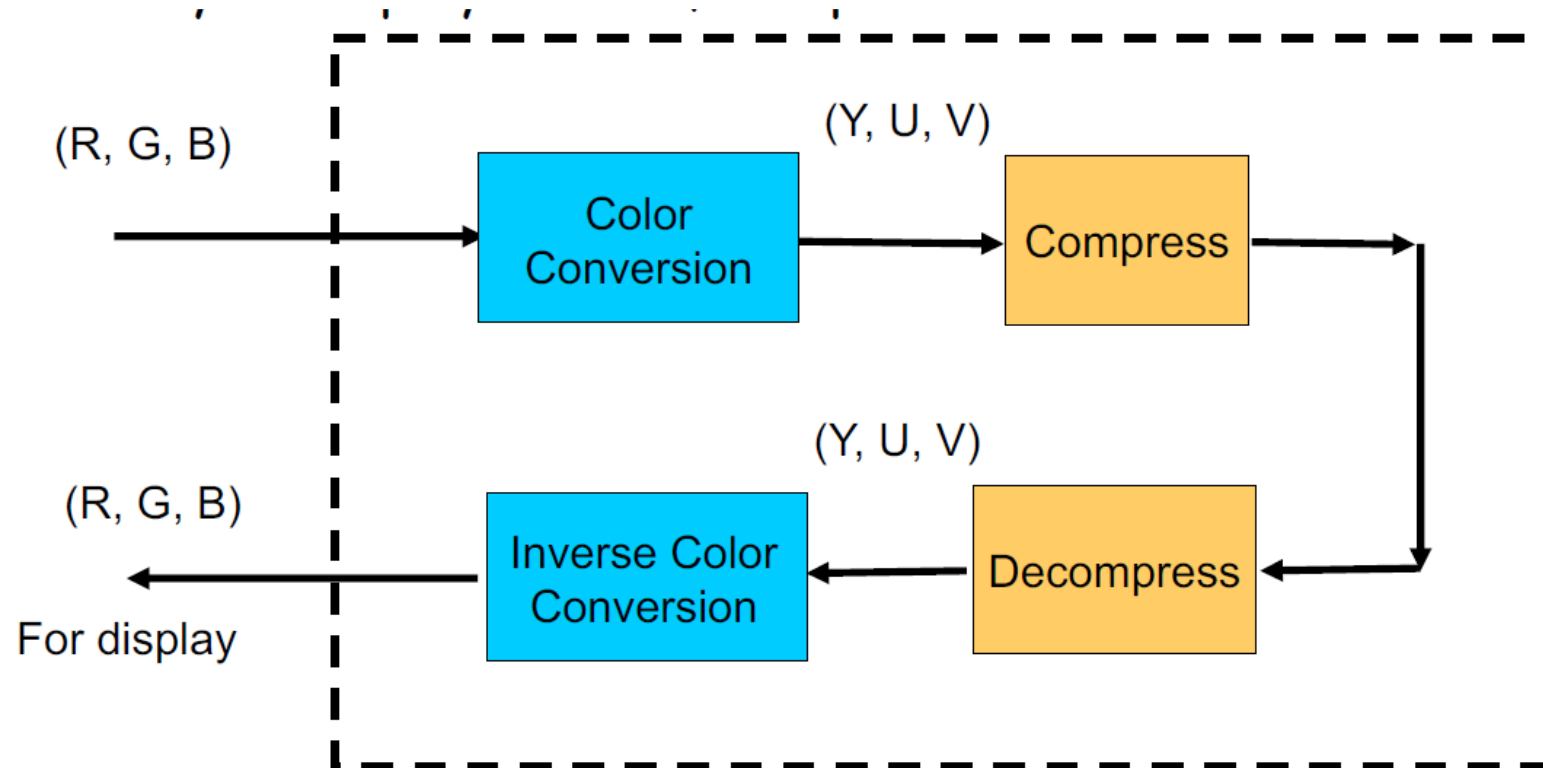 (R, G, B)
(Y, U, V)
Color
Conversion
Compress
(Y, U, V)
(R, G, B)
Inverse Color
Conversion
Decompress
For display